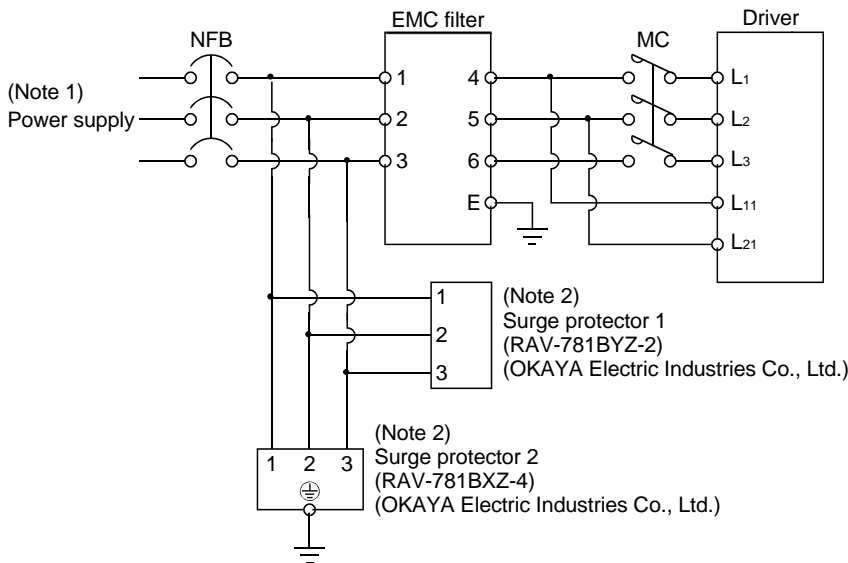 EMC filter
Driver
NFB
MC
(Note 1)
Power supply
1
4
L1
2
5
L2
3
6
L3
E
L11
L21
1
2
3
(Note 2)
Surge protector 1
(RAV-781BYZ-2)
(OKAYA Electric Industries Co., Ltd.)
1 2 3
(Note 2)
Surge protector 2
(RAV-781BXZ-4)
(OKAYA Electric Industries Co., Ltd.)